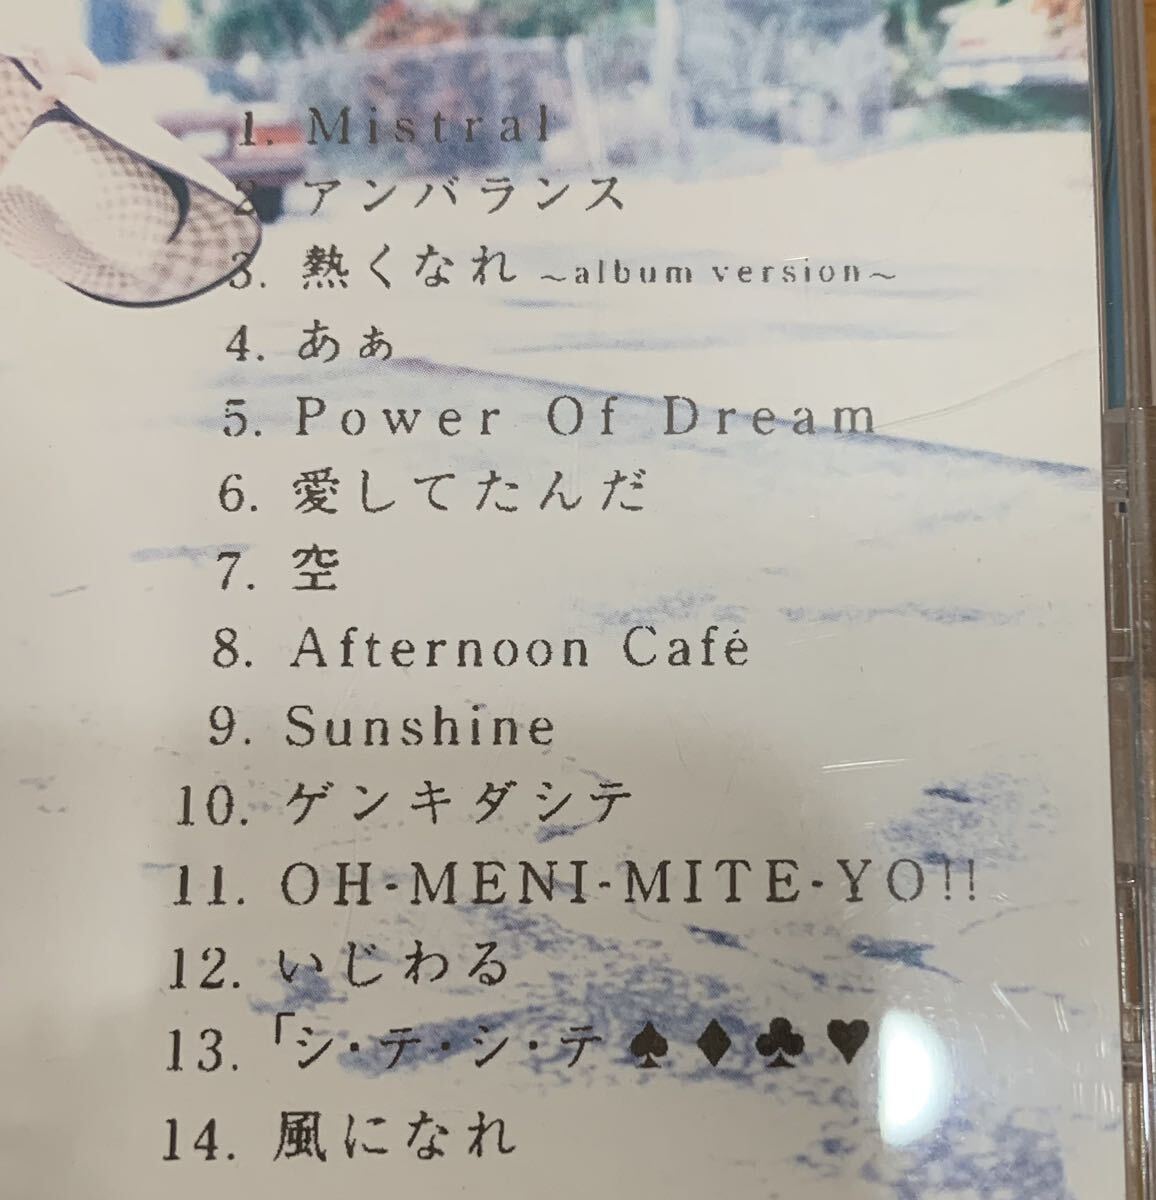 1. Mistral
2. アンバランス
3. 熱くなれ ～album version～
4. あぁ
5. Power Of Dream
6. 愛してたんだ
7. 空
8. Afternoon Café
9. Sunshine
10. ゲンキダシテ
11. OH-MENI-MITE-YO!!
12. いじわる
13. 「シ・テ・シ・テ ♠ ♦ ♣ ♥
14. 風になれ